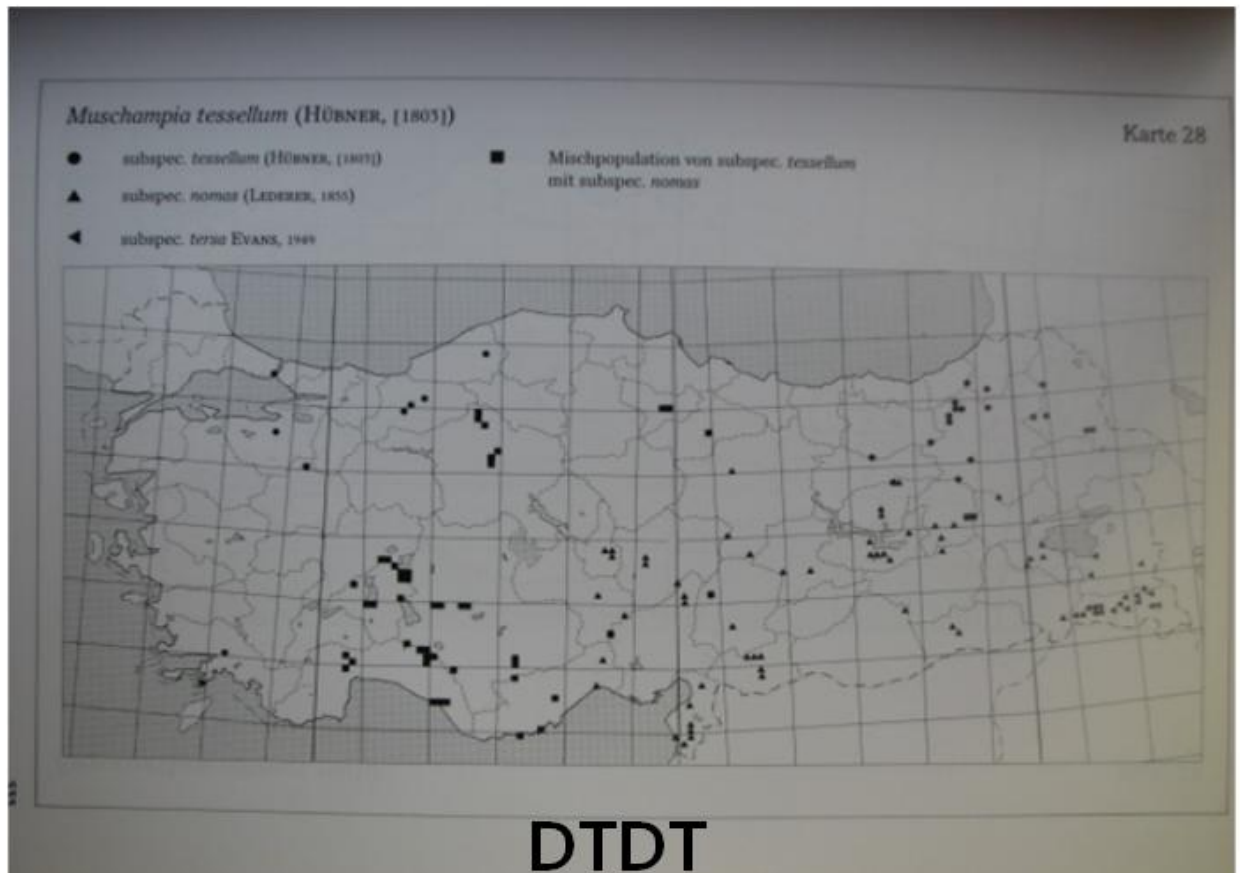 Muschampia tessellum (HÜBNER, [1803])
Karte 28
subspec. tessellum (HÜBNER, [1803])
subspec. nomas (LEDERER, 1855)
subspec. tersa EVANS, 1949
Mischpopulation von subspec. tessellum
mit subspec. nomas
DTDT